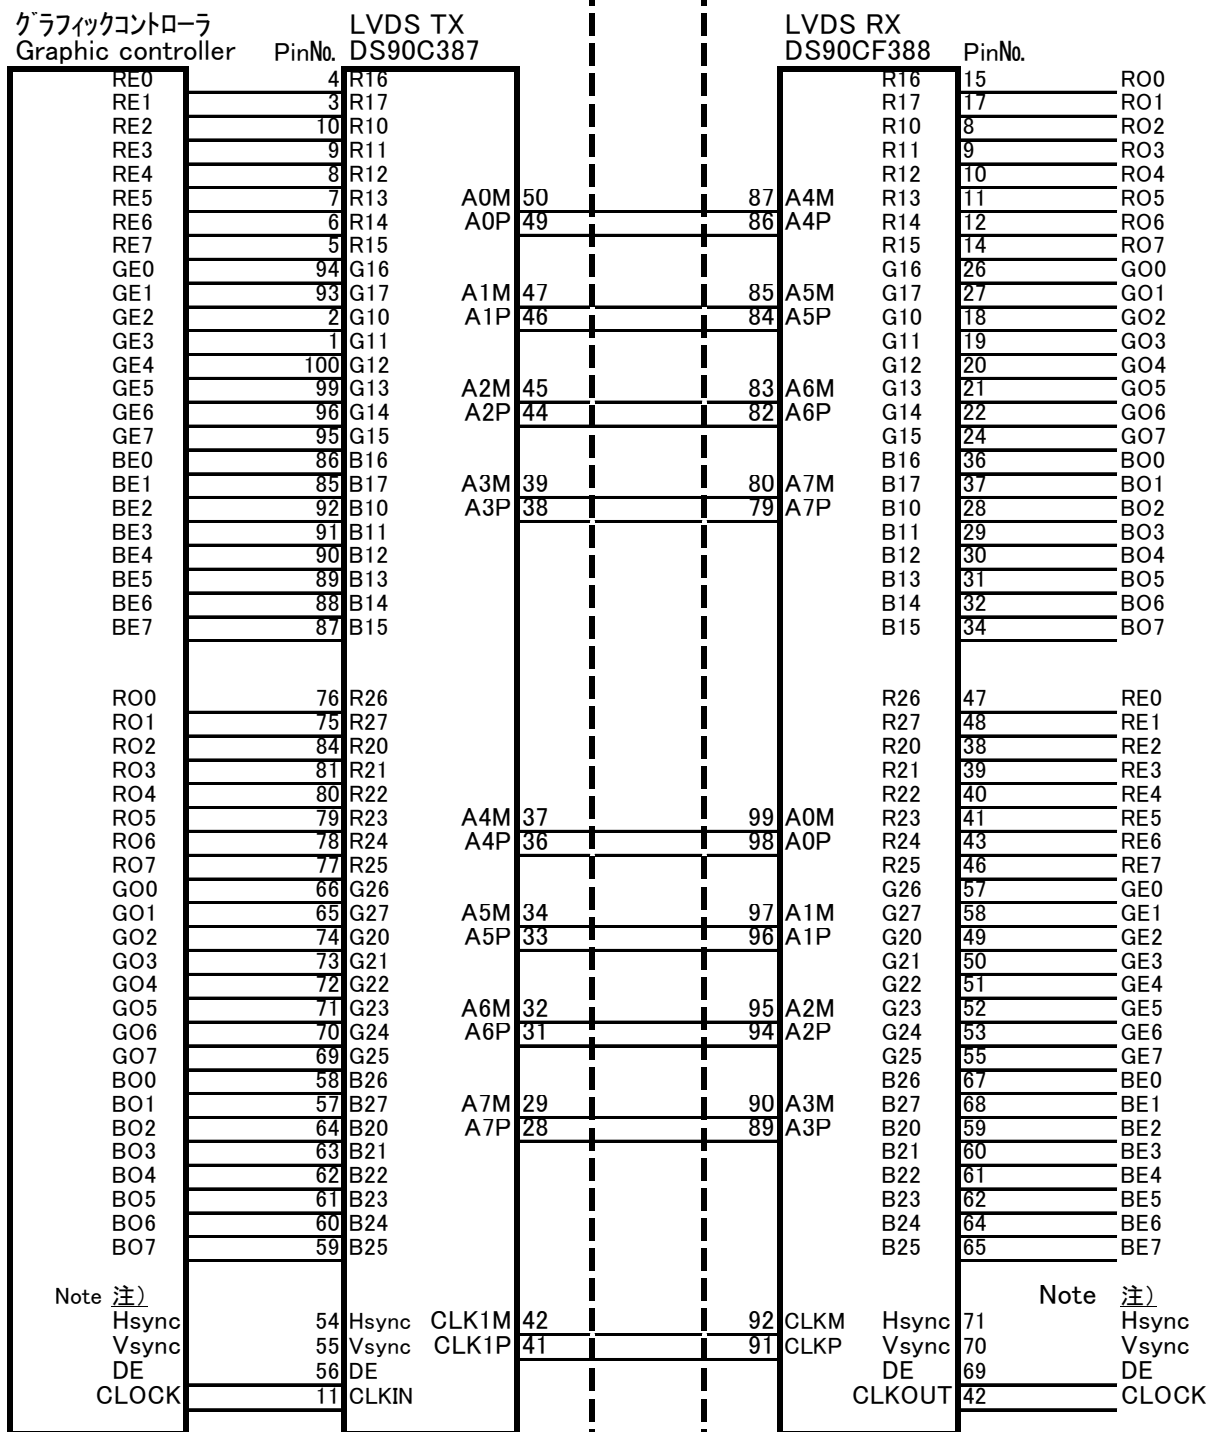 グラフィックコントローラ LVDS TX LVDS RX
Graphic controller Pin№. DS90C387 DS90CF388 Pin№.
RE0 4 R16 R16 15 RO0
RE1 3 R17 R17 17 RO1
RE2 10 R10 R10 8 RO2
RE3 9 R11 R11 9 RO3
RE4 8 R12 R12 10 RO4
RE5 7 R13 A0M 50 87 A4M R13 11 RO5
RE6 6 R14 A0P 49 86 A4P R14 12 RO6
RE7 5 R15 R15 14 RO7
GE0 94 G16 G16 26 GO0
GE1 93 G17 A1M 47 85 A5M G17 27 GO1
GE2 2 G10 A1P 46 84 A5P G10 18 GO2
GE3 1 G11 G11 19 GO3
GE4 100 G12 G12 20 GO4
GE5 99 G13 A2M 45 83 A6M G13 21 GO5
GE6 96 G14 A2P 44 82 A6P G14 22 GO6
GE7 95 G15 G15 24 GO7
BE0 86 B16 B16 36 BO0
BE1 85 B17 A3M 39 80 A7M B17 37 BO1
BE2 92 B10 A3P 38 79 A7P B10 28 BO2
BE3 91 B11 B11 29 BO3
BE4 90 B12 B12 30 BO4
BE5 89 B13 B13 31 BO5
BE6 88 B14 B14 32 BO6
BE7 87 B15 B15 34 BO7
RO0 76 R26 R26 47 RE0
RO1 75 R27 R27 48 RE1
RO2 84 R20 R20 38 RE2
RO3 81 R21 R21 39 RE3
RO4 80 R22 R22 40 RE4
RO5 79 R23 A4M 37 99 A0M R23 41 RE5
RO6 78 R24 A4P 36 98 A0P R24 43 RE6
RO7 77 R25 R25 46 RE7
GO0 66 G26 G26 57 GE0
GO1 65 G27 A5M 34 97 A1M G27 58 GE1
GO2 74 G20 A5P 33 96 A1P G20 49 GE2
GO3 73 G21 G21 50 GE3
GO4 72 G22 G22 51 GE4
GO5 71 G23 A6M 32 95 A2M G23 52 GE5
GO6 70 G24 A6P 31 94 A2P G24 53 GE6
GO7 69 G25 G25 55 GE7
BO0 58 B26 B26 67 BE0
BO1 57 B27 A7M 29 90 A3M B27 68 BE1
BO2 64 B20 A7P 28 89 A3P B20 59 BE2
BO3 63 B21 B21 60 BE3
BO4 62 B22 B22 61 BE4
BO5 61 B23 B23 62 BE5
BO6 60 B24 B24 64 BE6
BO7 59 B25 B25 65 BE7
Note 注) Note 注)
Hsync 54 Hsync CLK1M 42 92 CLKM Hsync 71 Hsync
Vsync 55 Vsync CLK1P 41 91 CLKP Vsync 70 Vsync
DE 56 DE DE 69 DE
CLOCK 11 CLKIN CLKOUT 42 CLOCK